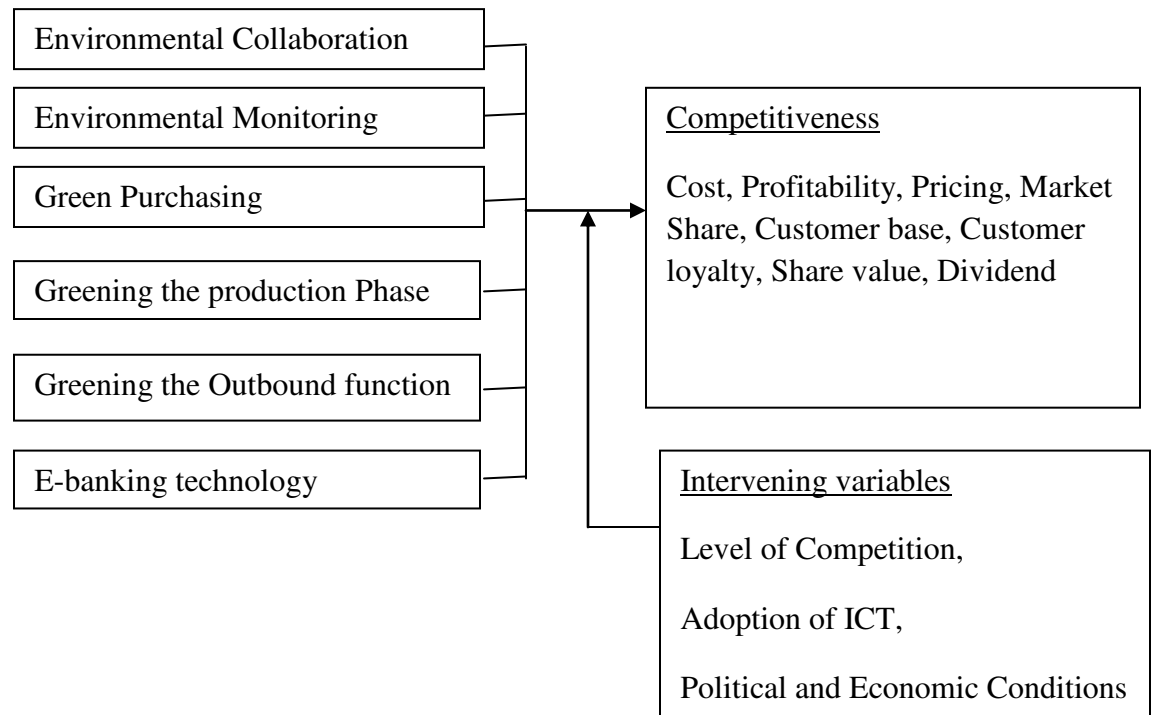 Environmental Collaboration
Environmental Monitoring
Green Purchasing
Greening the production Phase
Greening the Outbound function
E-banking technology
Competitiveness
Cost, Profitability, Pricing, Market
Share, Customer base, Customer
loyalty, Share value, Dividend
Intervening variables
Level of Competition,
Adoption of ICT,
Political and Economic Conditions